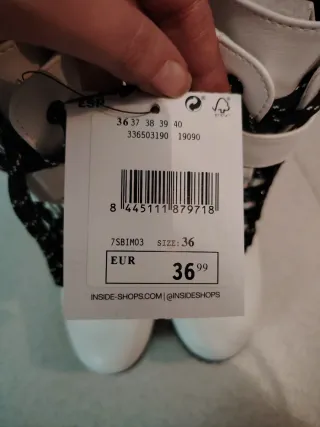 ESP
36 37 38 39 40
336503190 19090
8 445111 879718
7SBIM03 SIZE: 36
EUR
36 99
INSIDE-SHOPS.COM | @INSIDESHOPS